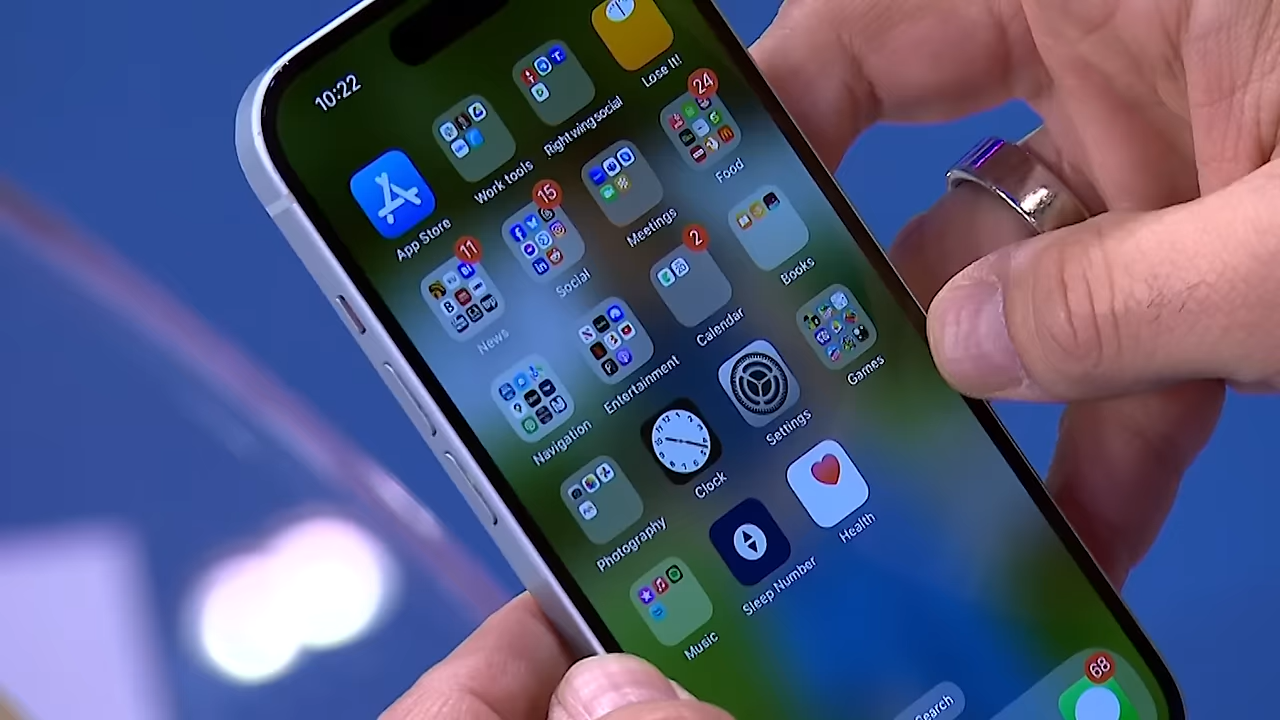 10:22
App Store
Work tools
Right wing social
Lose It!
News
11
Social
15
Meetings
Food
24
Navigation
Entertainment
Calendar
2
Books
Photography
Clock
Settings
Games
Music
Sleep Number
Health
Search
68